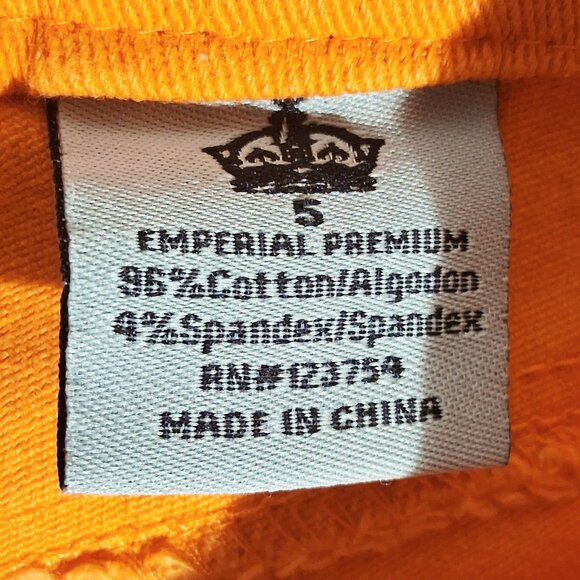 5
EMPERIAL PREMIUM
96%Cotton/Algodon
4%Spandex/Spandex
RN#123754
MADE IN CHINA